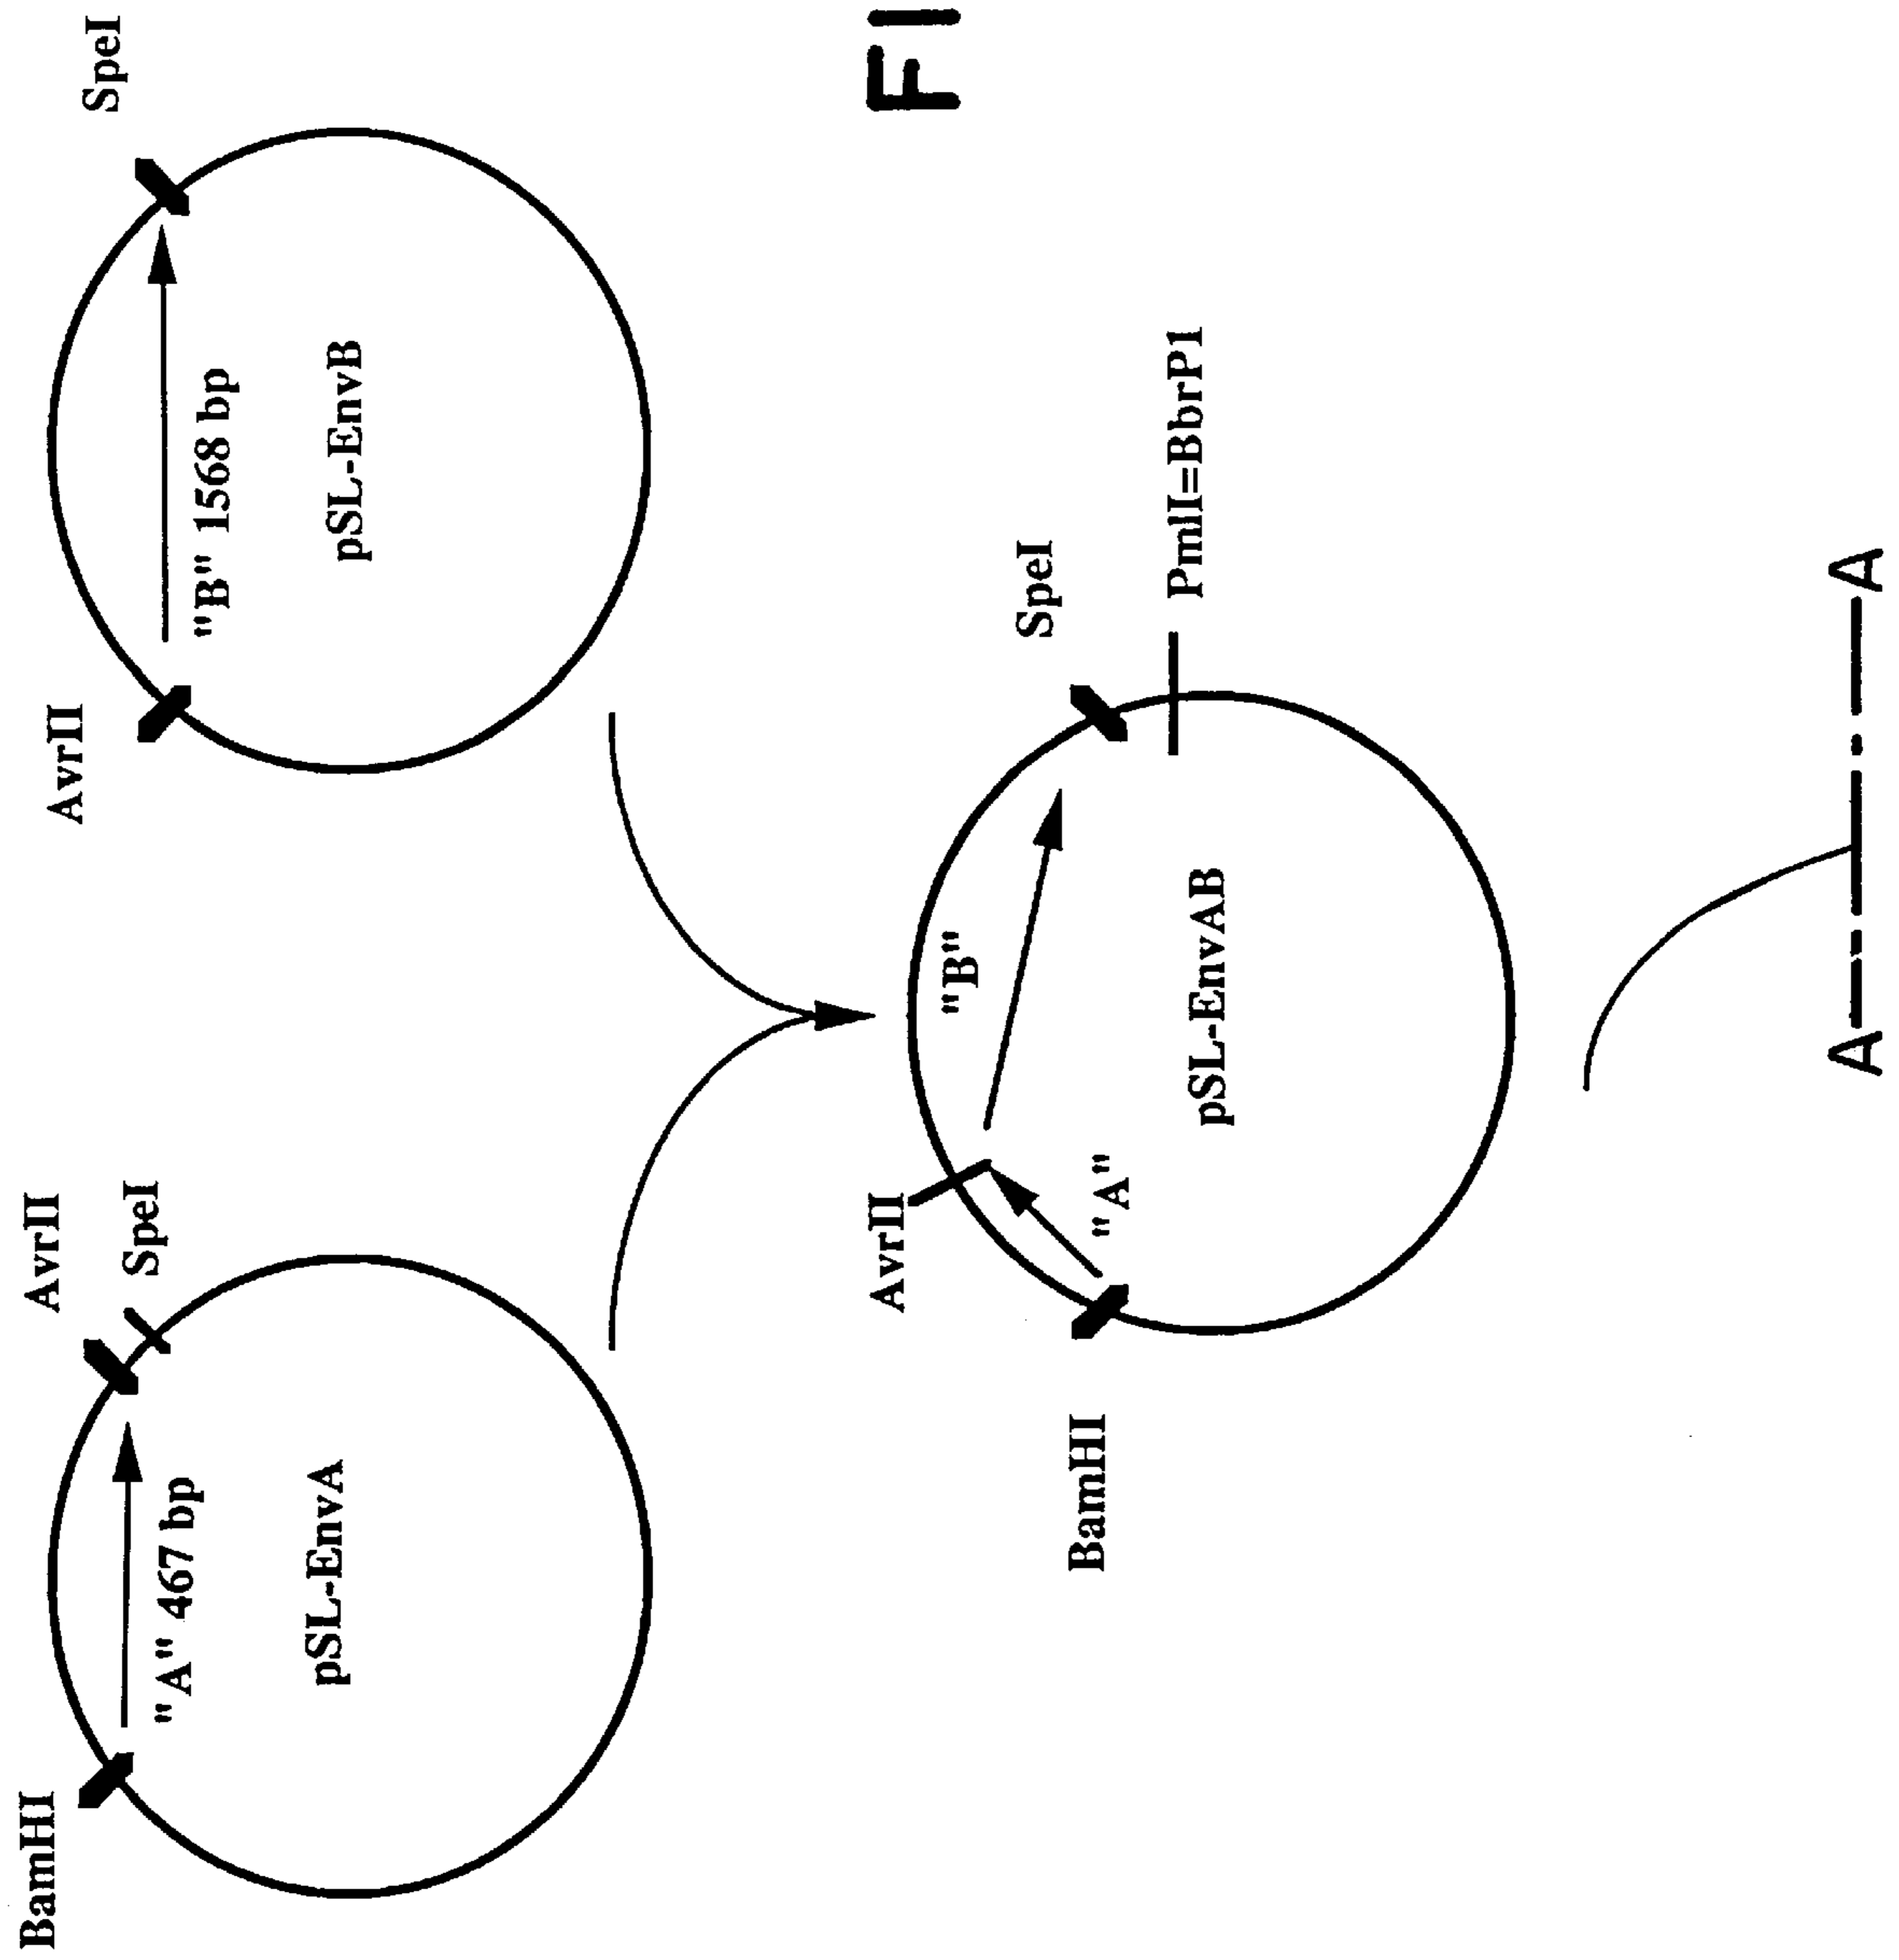 BamHI
AvrII
SpeI
"A" 467 bp
pSL-EnvA
AvrII
SpeI
"B" 1568 bp
pSL-EnvB
BamHI
AvrII
"A"
"B"
SpeI
PmlI=BbrP1
pSL-EnvAB
A
A
FI